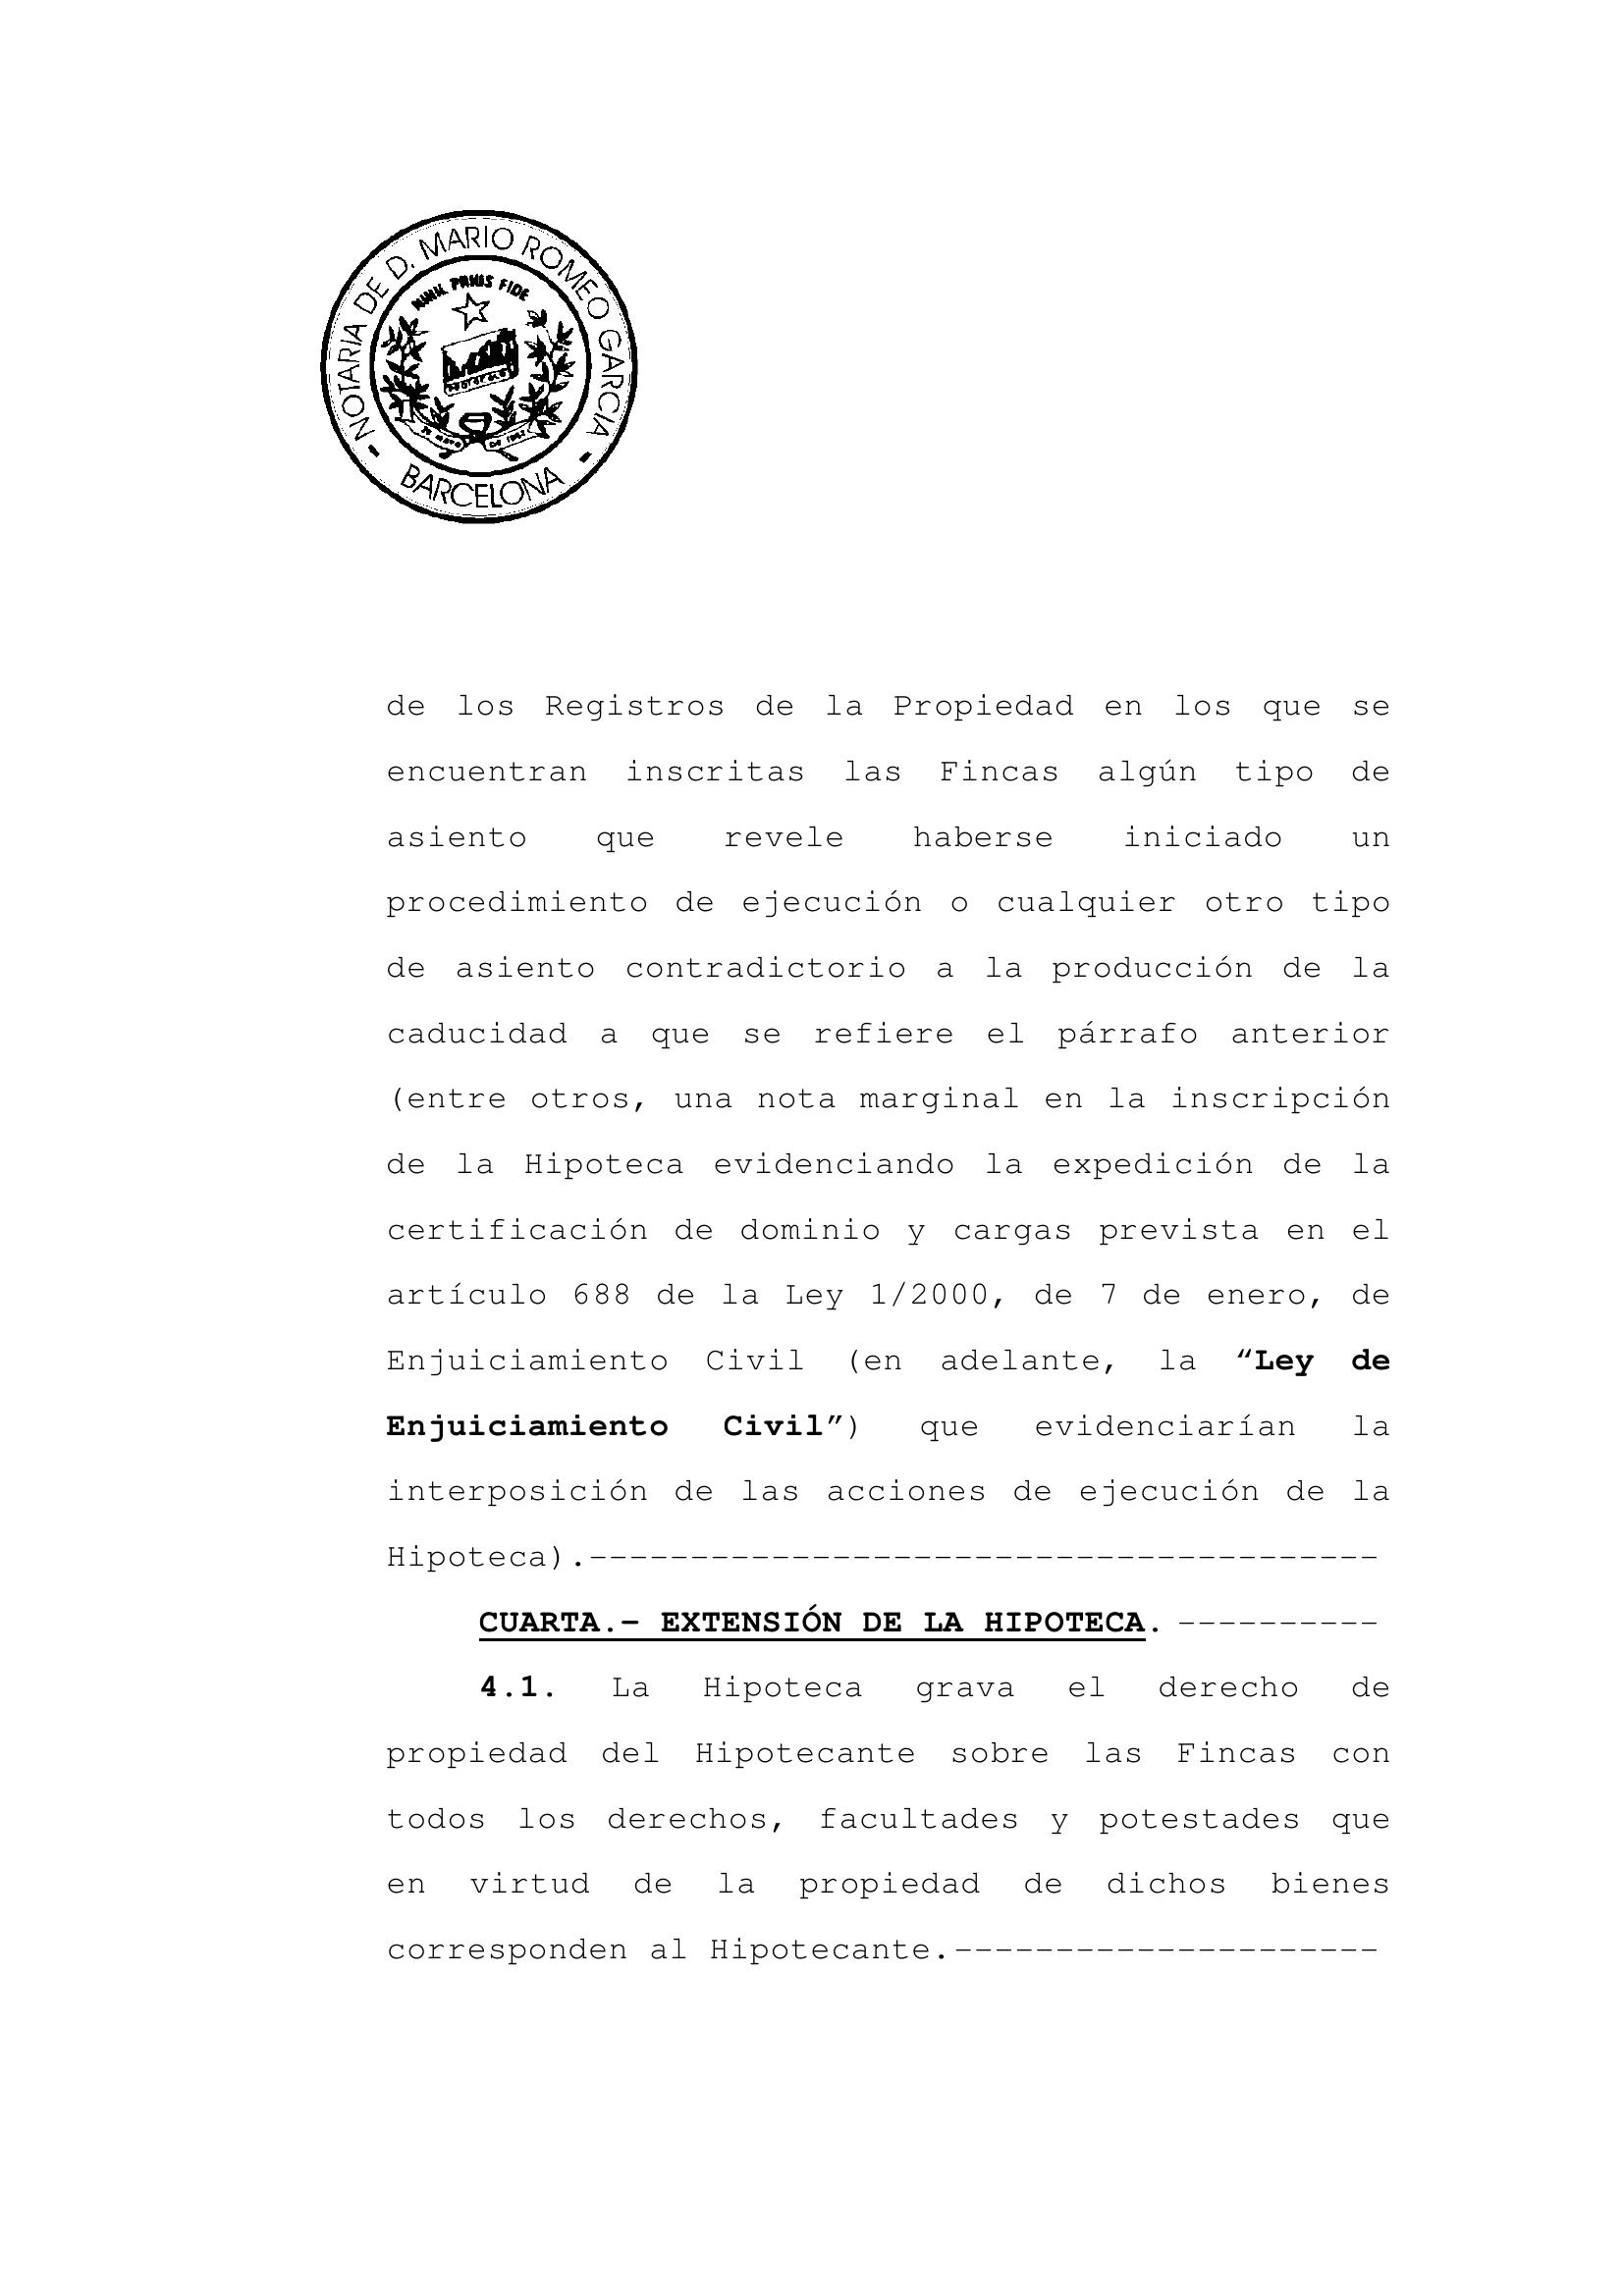 NOTARIA DE D. MARIO ROMEO GARCIA
BARCELONA
FIDE
de los Registros de la Propiedad en los que se
encuentran inscritas las Fincas algún tipo de
asiento que revele haberse iniciado un
procedimiento de ejecución o cualquier otro tipo
de asiento contradictorio a la producción de la
caducidad a que se refiere el párrafo anterior
(entre otros, una nota marginal en la inscripción
de la Hipoteca evidenciando la expedición de la
certificación de dominio y cargas prevista en el
artículo 688 de la Ley 1/2000, de 7 de enero, de
Enjuiciamiento Civil (en adelante, la “Ley de
Enjuiciamiento Civil”) que evidenciarían la
interposición de las acciones de ejecución de la
Hipoteca).---------------------------------------
CUARTA.- EXTENSIÓN DE LA HIPOTECA. ----------
4.1. La Hipoteca grava el derecho de
propiedad del Hipotecante sobre las Fincas con
todos los derechos, facultades y potestades que
en virtud de la propiedad de dichos bienes
corresponden al Hipotecante.---------------------